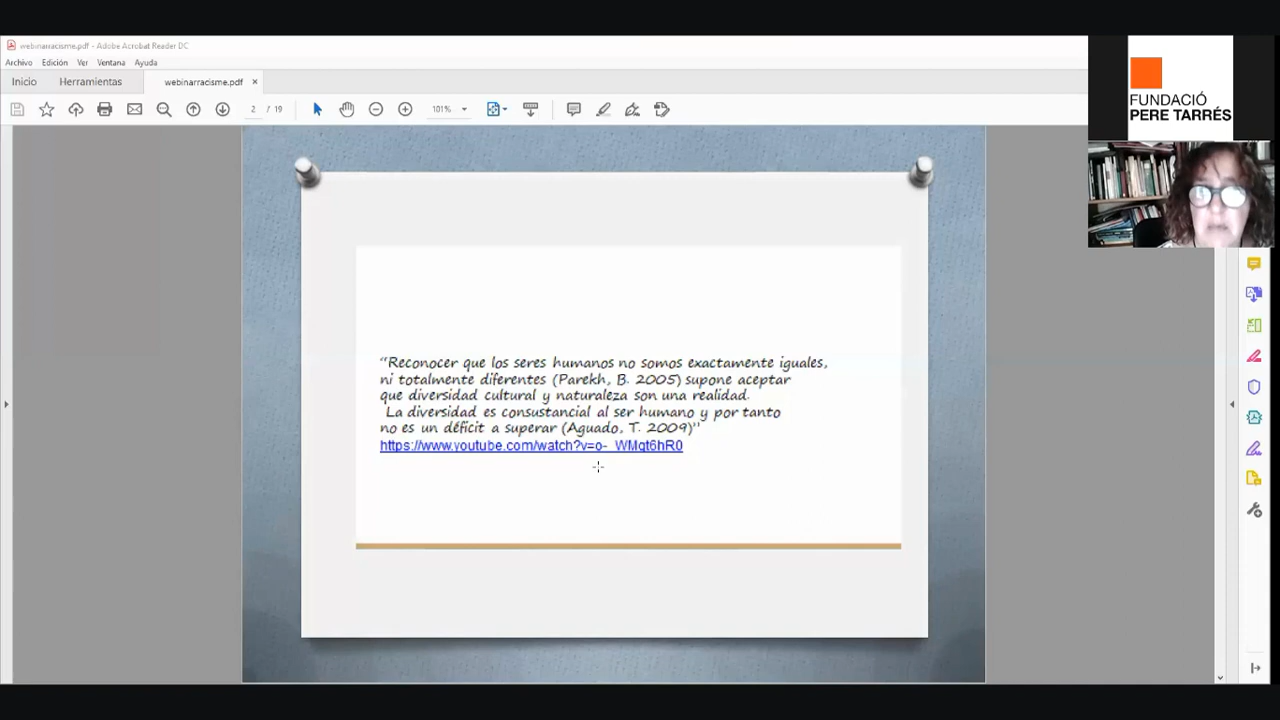 webinarracisme.pdf - Adobe Acrobat Reader DC
Archivo Edición Ver Ventana Ayuda
Inicio Herramientas webinarracisme.pdf ×
2 / 19 101%
FUNDACIÓ
PERE TARRÉS
“Reconocer que los seres humanos no somos exactamente iguales,
ni totalmente diferentes (Parekh, B. 2005) supone aceptar
que diversidad cultural y naturaleza son una realidad.
La diversidad es consustancial al ser humano y por tanto
no es un déficit a superar (Aguado, T. 2009)”
https://www.youtube.com/watch?v=o-_WMqt6hR0